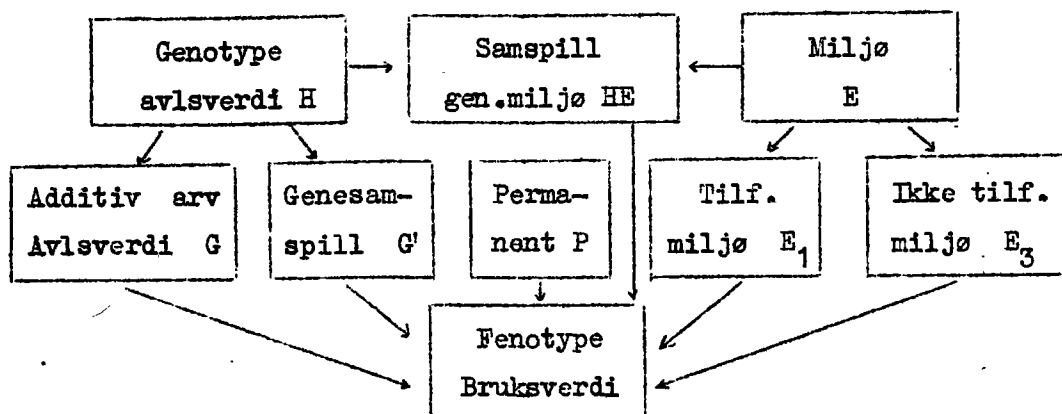 Genotype
avlsverdi H
Samspill
gen.miljø HE
Miljø
E
Additiv arv
Avlsverdi G
Genesam-
spill G'
Perma-
nent P
Tilf.
miljø E₁
Ikke tilf.
miljø E₃
Fenotype
Bruksverdi